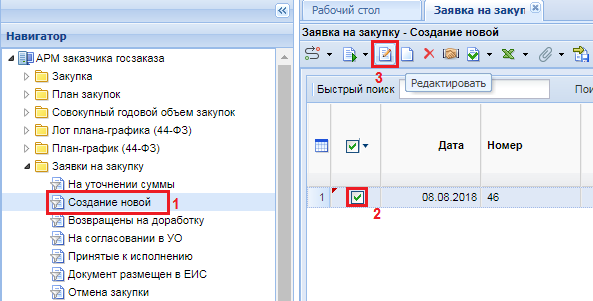 Навигатор
АРМ заказчика госзаказа
Закупка
План закупок
Совокупный годовой объем закупок
Лот плана-графика (44-ФЗ)
План-график (44-ФЗ)
Заявки на закупку
На уточнении суммы
Создание новой 1
Возвращены на доработку
На согласовании в УО
Принятые к исполнению
Документ размещен в ЕИС
Отмена закупки
Рабочий стол
Заявка на закуп
Заявка на закупку - Создание новой
3
Редактировать
Быстрый поиск
Пои
Дата Номер
1 08.08.2018 46
2